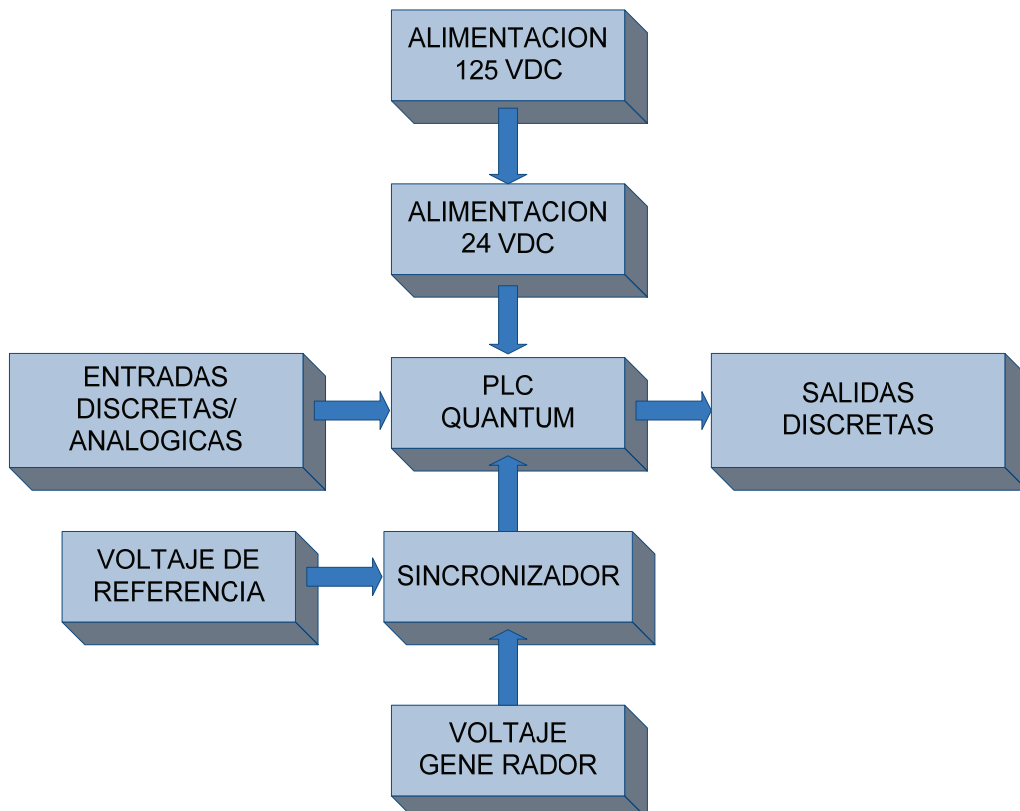 ALIMENTACION
125 VDC
ALIMENTACION
24 VDC
ENTRADAS
DISCRETAS/
ANALOGICAS
PLC
QUANTUM
SALIDAS
DISCRETAS
VOLTAJE DE
REFERENCIA
SINCRONIZADOR
VOLTAJE
GENE RADOR